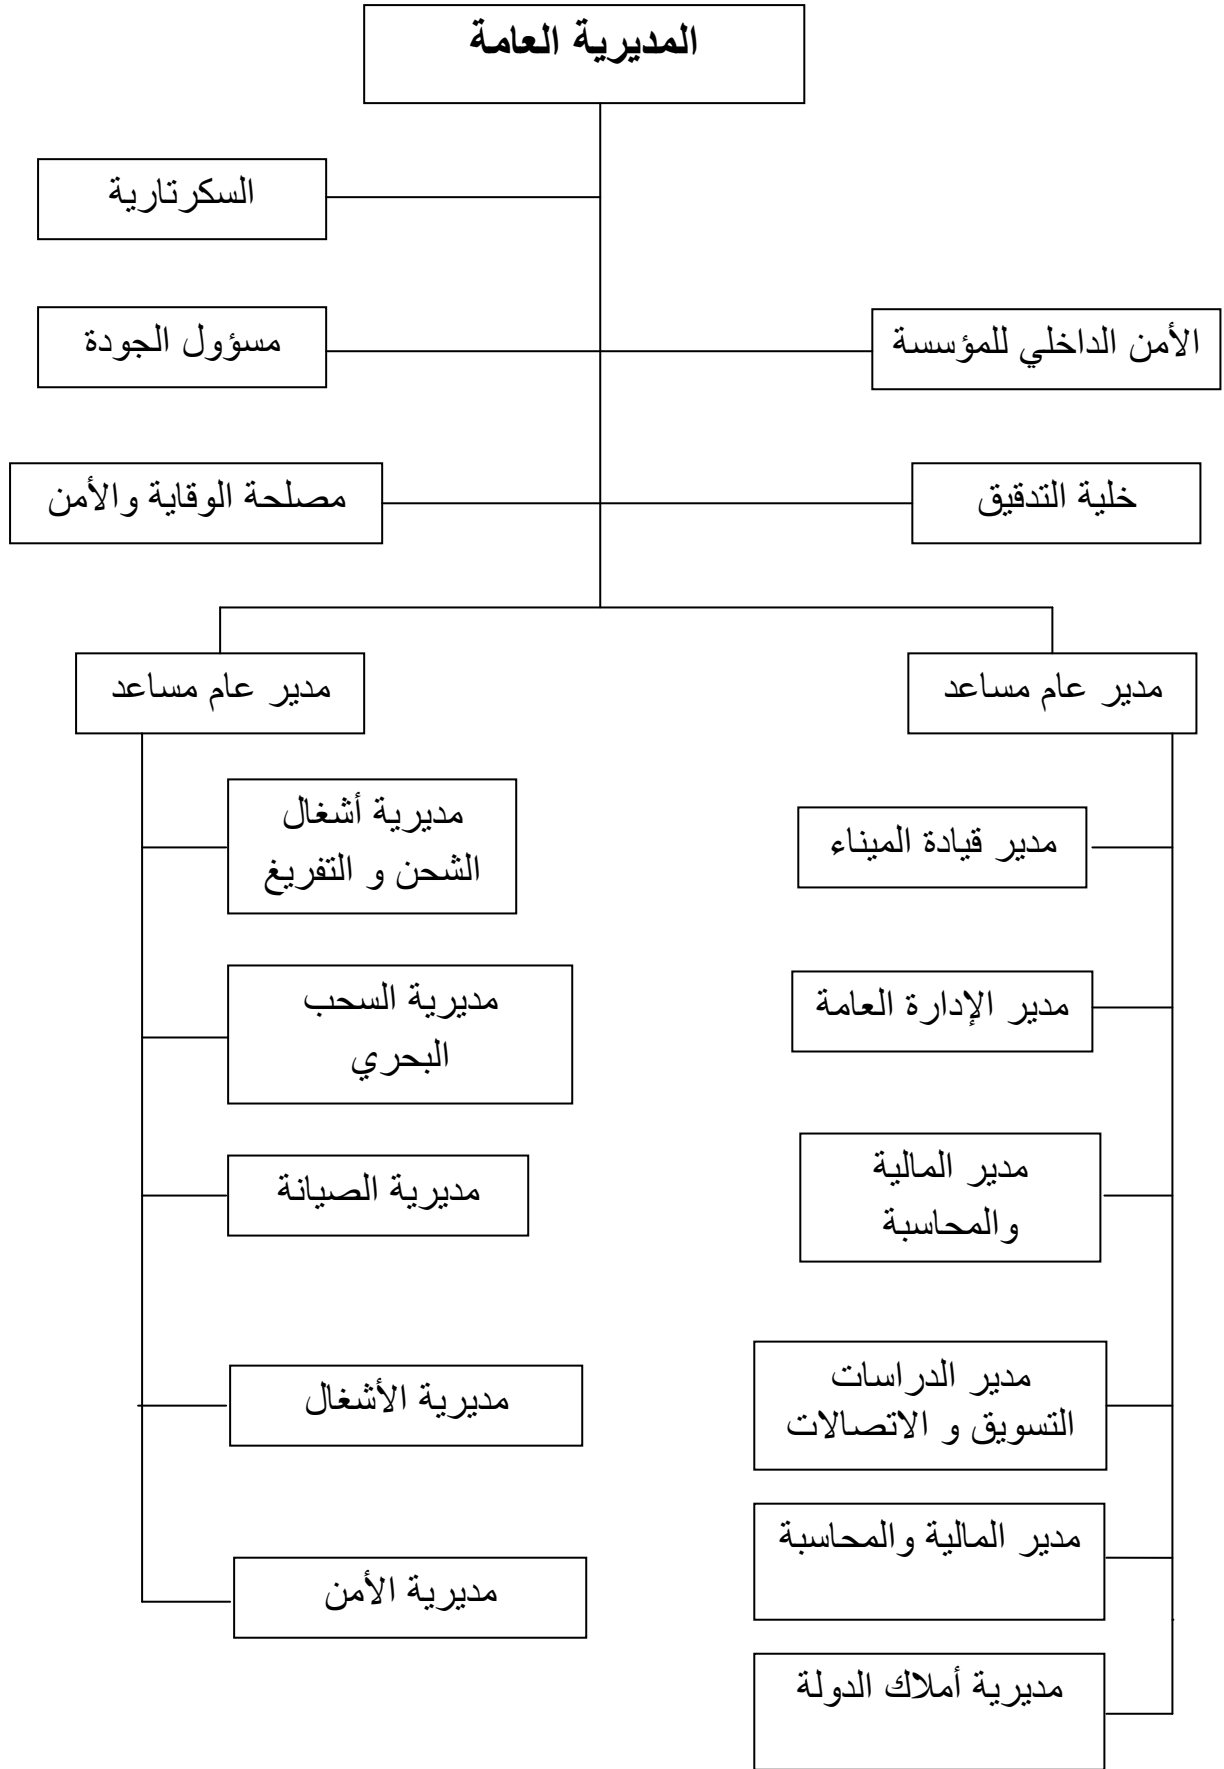 المديرية العامة
السكرتارية
الأمن الداخلي للمؤسسة
مسؤول الجودة
خلية التدقيق
مصلحة الوقاية والأمن
مدير عام مساعد
مدير قيادة الميناء
مدير الإدارة العامة
مدير المالية
والمحاسبة
مدير الدراسات
التسويق و الاتصالات
مدير المالية والمحاسبة
مديرية أملاك الدولة
مدير عام مساعد
مديرية أشغال
الشحن و التفريغ
مديرية السحب
البحري
مديرية الصيانة
مديرية الأشغال
مديرية الأمن